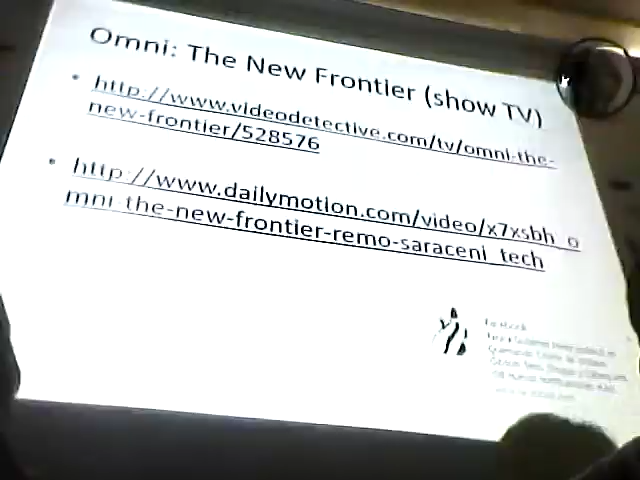 Omni: The New Frontier (show TV)
http://www.videodetective.com/tv/omni-the-
new-frontier/528576
http://www.dailymotion.com/video/x7xsbh_o
mni-the-new-frontier-remo-saraceni_tech